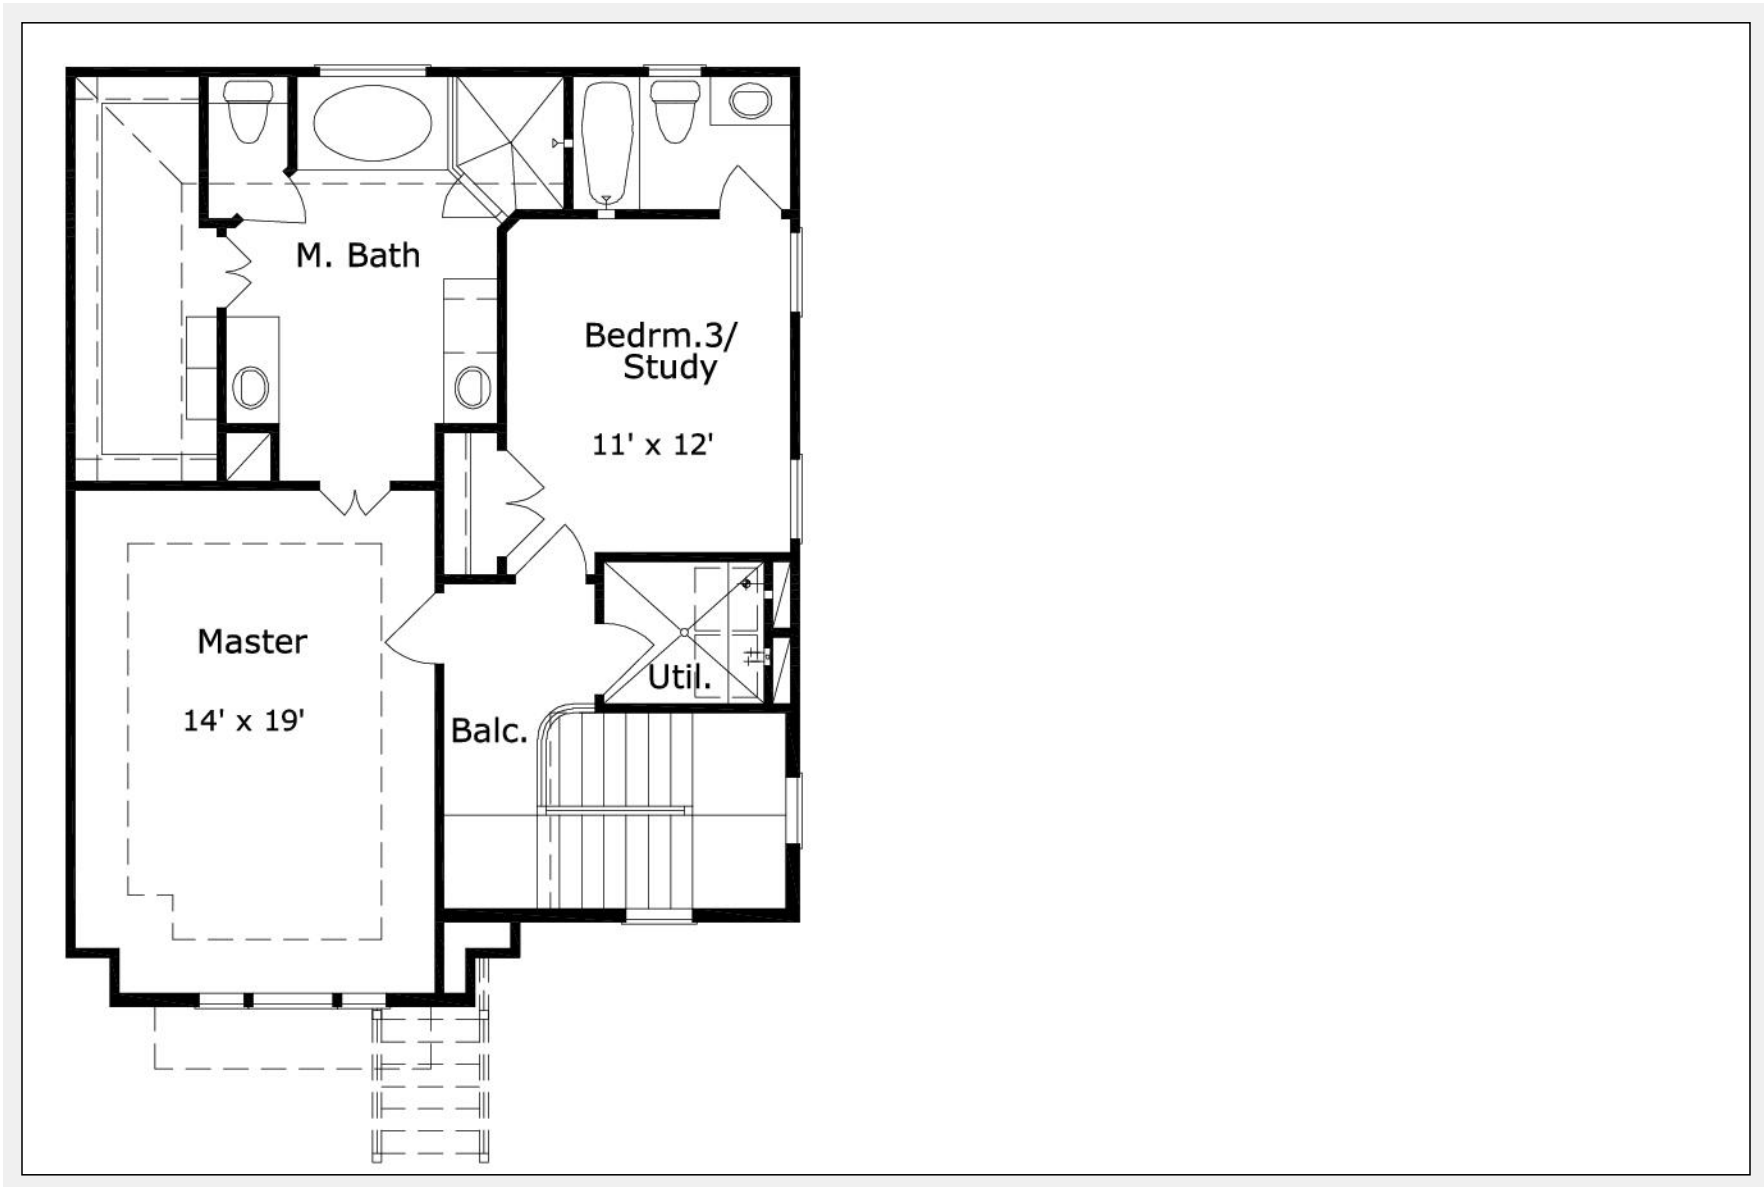 M. Bath
Bedrm.3/
Study
11' x 12'
Master
14' x 19'
Util.
Balc.